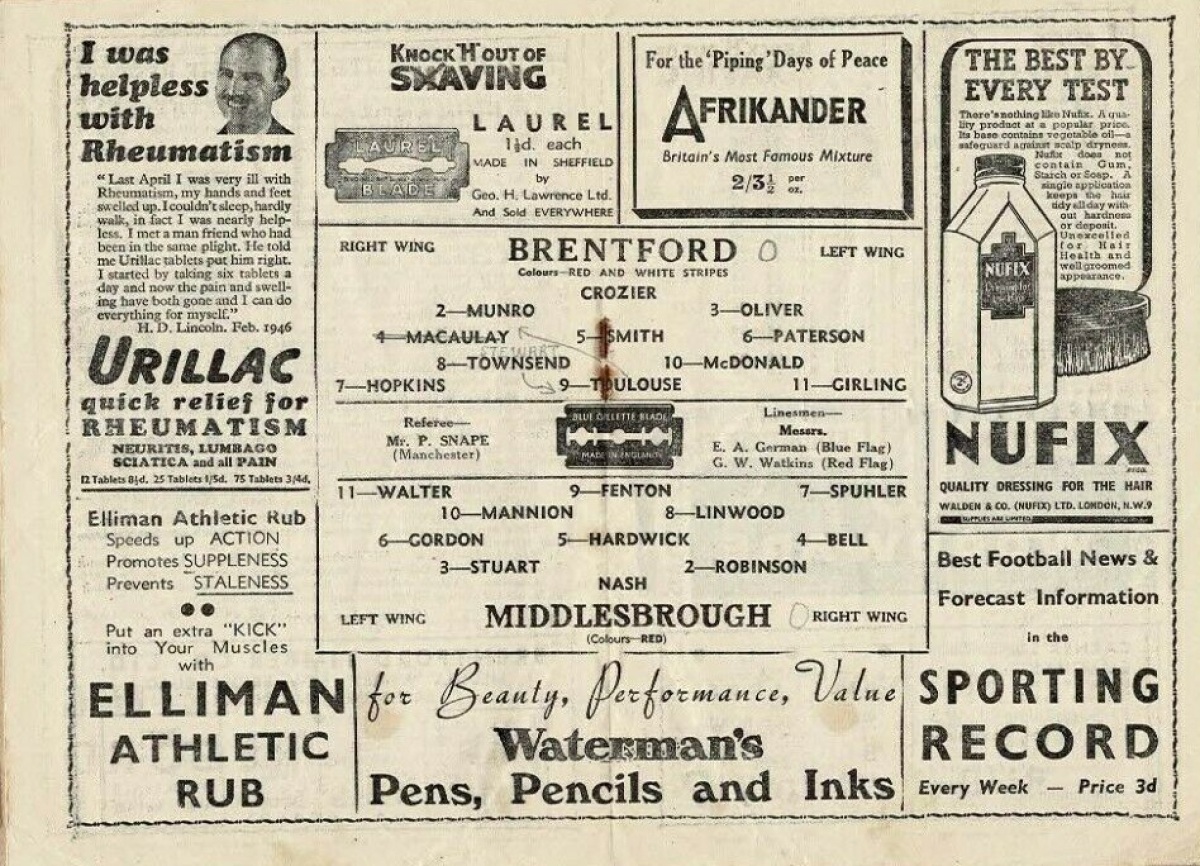 I was
helpless
with
Rheumatism
"Last April I was very ill with
Rheumatism, my hands and feet
swelled up. I couldn't sleep, hardly
walk, in fact I was nearly help-
less. I met a man friend who had
been in the same plight. He told
me Urillac tablets put him right.
I started by taking six tablets a
day and now the pain and swell-
ing have both gone and I can do
everything for myself."
H. D. Lincoln. Feb. 1946
URILLAC
quick relief for
RHEUMATISM
NEURITIS, LUMBAGO
SCIATICA and all PAIN
12 Tablets 8½d. 25 Tablets 1/5d. 75 Tablets 3/4d.
Elliman Athletic Rub
Speeds up ACTION
Promotes SUPPLENESS
Prevents STALENESS
Put an extra "KICK"
into Your Muscles
with
ELLIMAN
ATHLETIC
RUB
KNOCK 'H' OUT OF
SHAVING
LAUREL
BLADE
LAUREL
1½d. each
MADE IN SHEFFIELD
by
Geo. H. Lawrence Ltd.
And Sold EVERYWHERE
For the 'Piping' Days of Peace
AFRIKANDER
Britain's Most Famous Mixture
2/3½ per oz.
RIGHT WING BRENTFORD 0 LEFT WING
Colours—RED AND WHITE STRIPES
CROZIER
2—MUNRO 3—OLIVER
4—MACAULAY 5—SMITH 6—PATERSON
STEWART
8—TOWNSEND 10—McDONALD
7—HOPKINS 9—TOULOUSE 11—GIRLING
Referee—
Mr. P. SNAPE
(Manchester)
BLUE GILLETTE BLADE
MADE IN ENGLAND
Linesmen—
Messrs.
E. A. German (Blue Flag)
G. W. Watkins (Red Flag)
11—WALTER 9—FENTON 7—SPUHLER
10—MANNION 8—LINWOOD
6—GORDON 5—HARDWICK 4—BELL
3—STUART 2—ROBINSON
NASH
LEFT WING MIDDLESBROUGH 0 RIGHT WING
(Colours—RED)
for Beauty, Performance, Value
Waterman's
Pens, Pencils and Inks
THE BEST BY
EVERY TEST
There's nothing like Nufix. A qua-
lity product at a popular price.
Its base contains vegetable oil—a
safeguard against scalp dryness.
Nufix does not
contain Gum,
Starch or Soap. A
single application
keeps the hair
tidy all day with-
out hardness
or deposit.
Unexcelled
for Hair
Health and
well groomed
appearance.
NUFIX
NUFIX
QUALITY DRESSING FOR THE HAIR
WALDEN & CO. (NUFIX) LTD. LONDON, N.W.9
SUPPLIES ARE LIMITED
Best Football News &
Forecast Information
in the
SPORTING
RECORD
Every Week — Price 3d